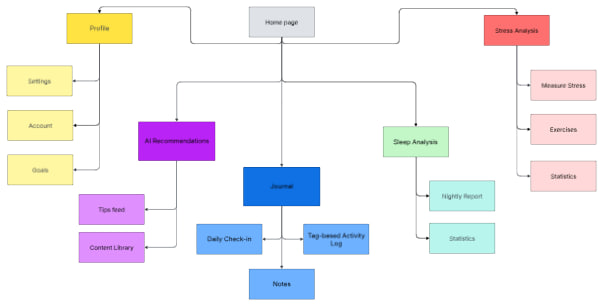 Home page
Profile
Settings
Account
Goals
AI Recommendations
Tips feed
Content Library
Journal
Daily Check-in
Tag-based Activity
Log
Notes
Sleep Analysis
Nightly Report
Statistics
Stress Analysis
Measure Stress
Exercises
Statistics